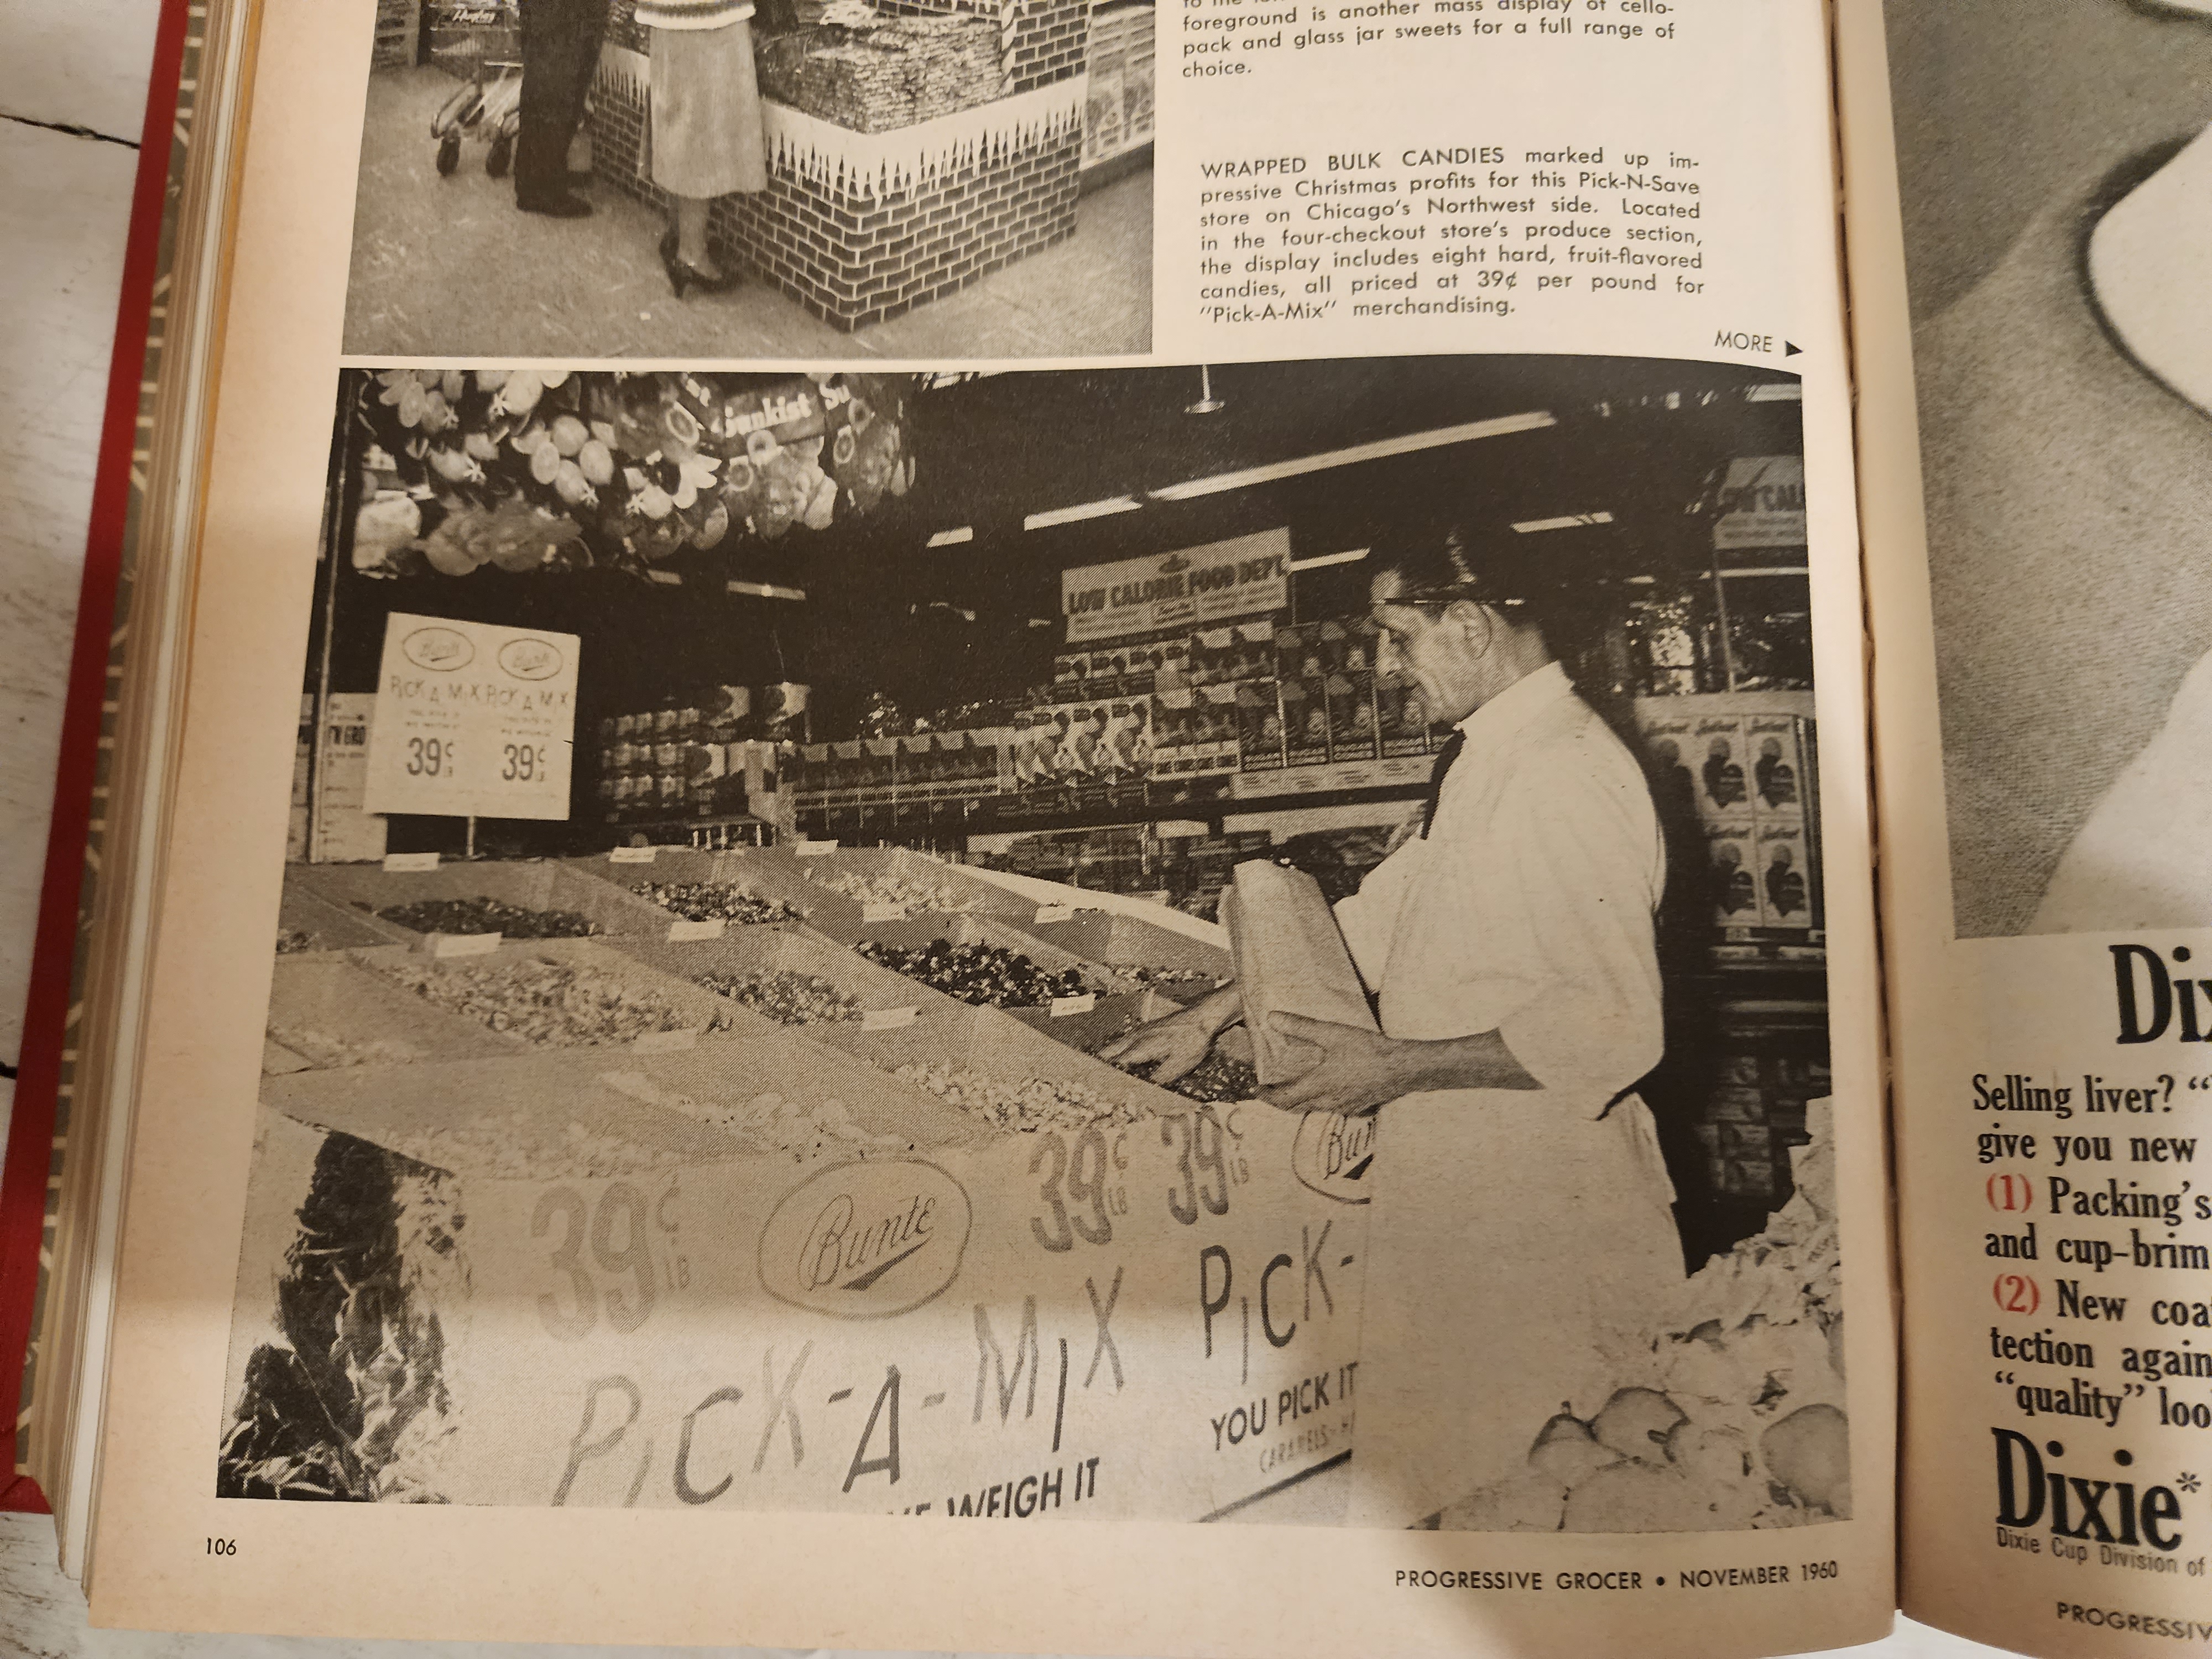 foreground is another mass display of cello-
pack and glass jar sweets for a full range of
choice.
WRAPPED BULK CANDIES marked up im-
pressive Christmas profits for this Pick-N-Save
store on Chicago's Northwest side. Located
in the four-checkout store's produce section,
the display includes eight hard, fruit-flavored
candies, all priced at 39¢ per pound for
"Pick-A-Mix" merchandising.
MORE ►
Sunkist Su
LOW CALORIE FOOD DEPT.
LOW CAL
Bunte Bunte
PICK A MIX PICK A MIX
39¢ 39¢
39¢ LB Bunte 39¢ LB 39¢ LB Bun
PICK-A-MIX PICK-
YOU PICK IT
CARAMELS-
WEIGH IT
106
PROGRESSIVE GROCER • NOVEMBER 1960
Dix
Selling liver? "
give you new
(1) Packing's
and cup-brim
(2) New coa
tection again
"quality" loo
Dixie*
Dixie Cup Division of
PROGRESSIV